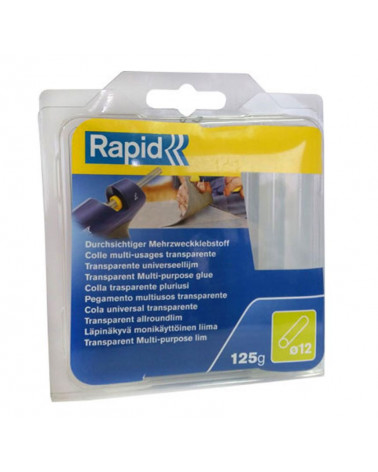 Rapid
Durchsichtiger Mehrzweckklebstoff
Colle multi-usages transparente
Transparente universeellijm
Transparent Multi-purpose glue
Colla trasparente pluriusi
Pegamento multiusos transparente
Cola universal transparente
Transparent allroundlim
Läpinäkyvä monikäyttöinen liima
Transparent Multi-purpose lim
125g
ø12